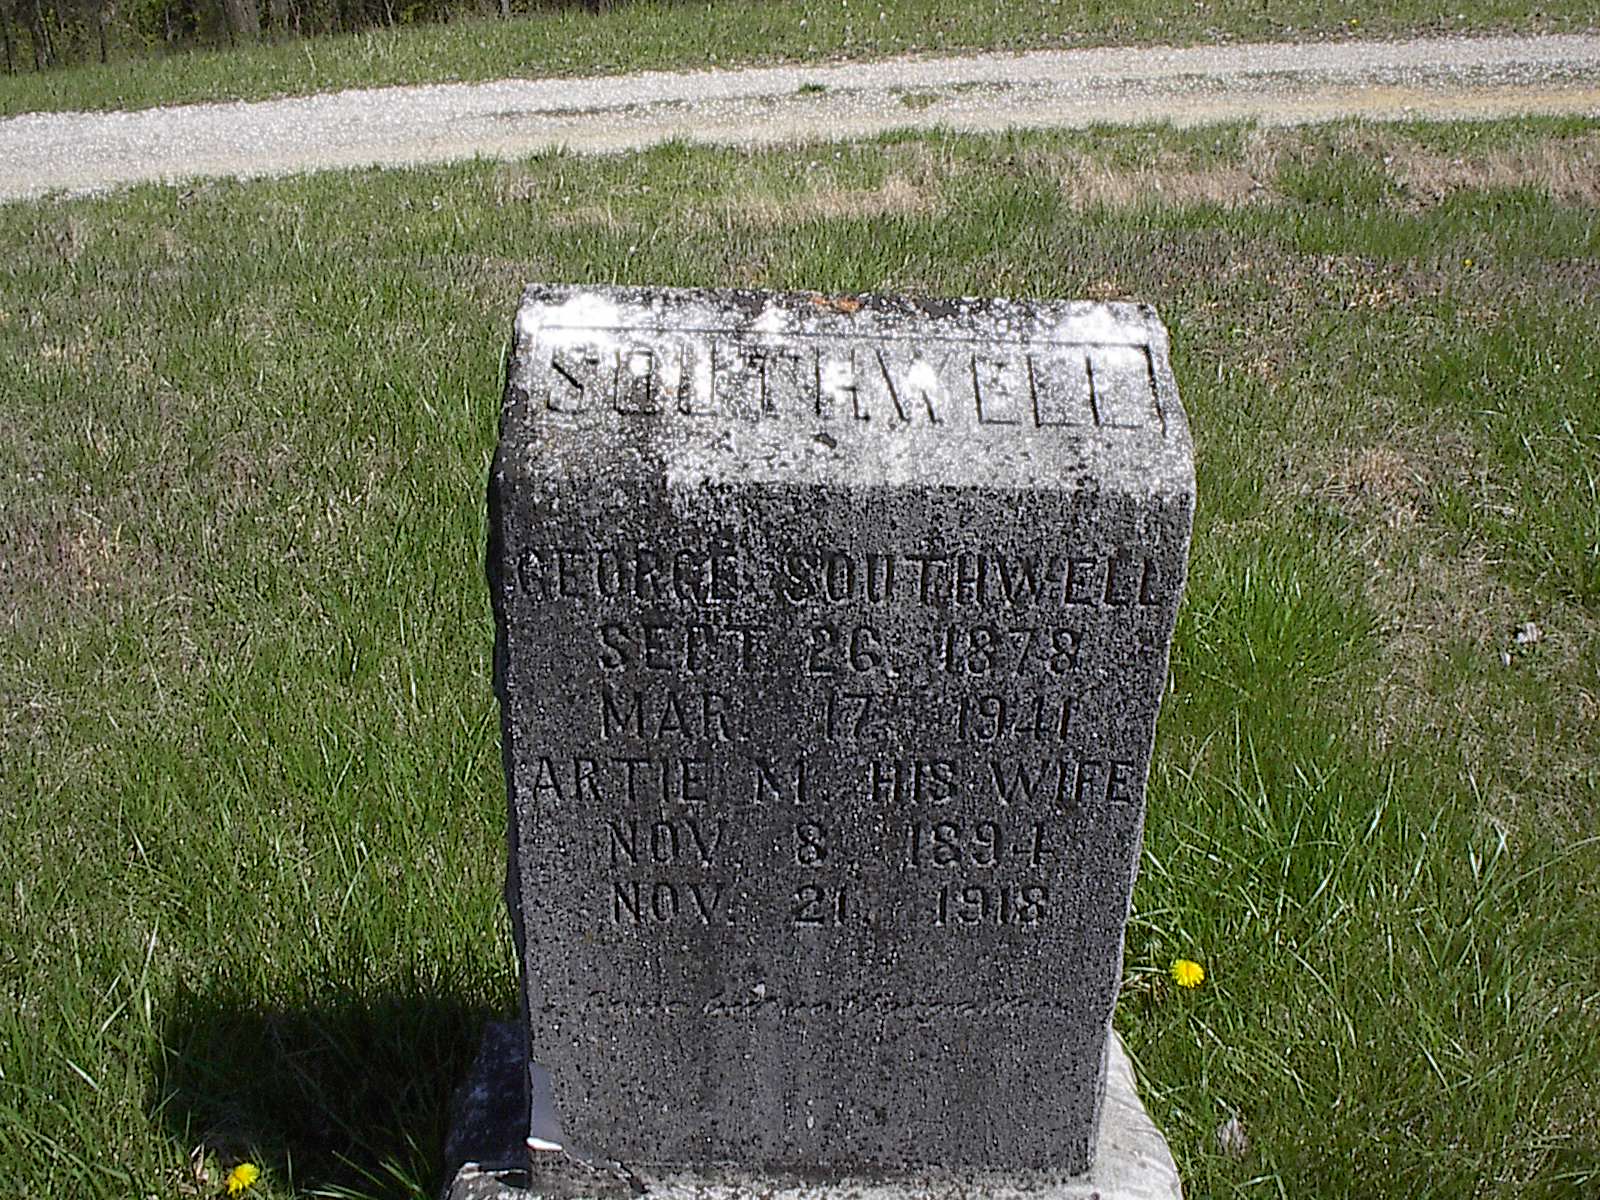 SOUTHWELL
GEORGE SOUTHWELL
SEPT. 26, 1878
MAR. 17, 1941
ARTIE M. HIS WIFE
NOV. 8, 1894
NOV. 21, 1918